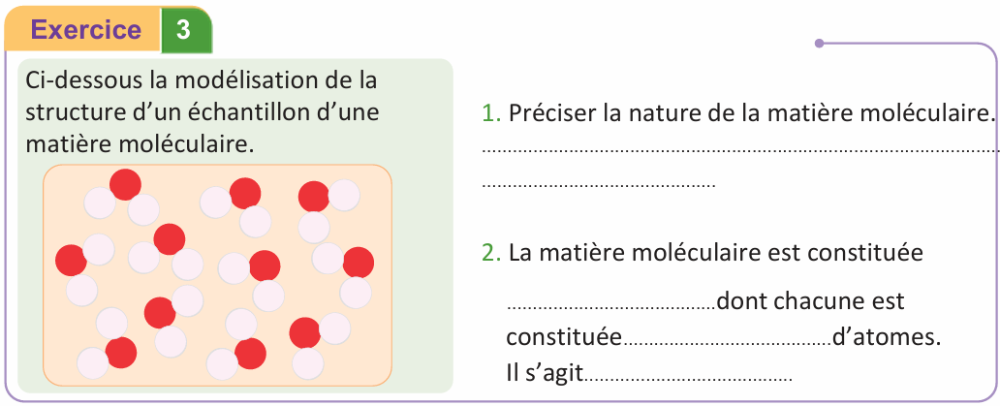 Exercice 3
Ci-dessous la modélisation de la
structure d'un échantillon d'une
matière moléculaire.
1. Préciser la nature de la matière moléculaire.
......................................................................................................
..............................................
2. La matière moléculaire est constituée
.........................................dont chacune est
constituée.........................................d'atomes.
Il s'agit.........................................